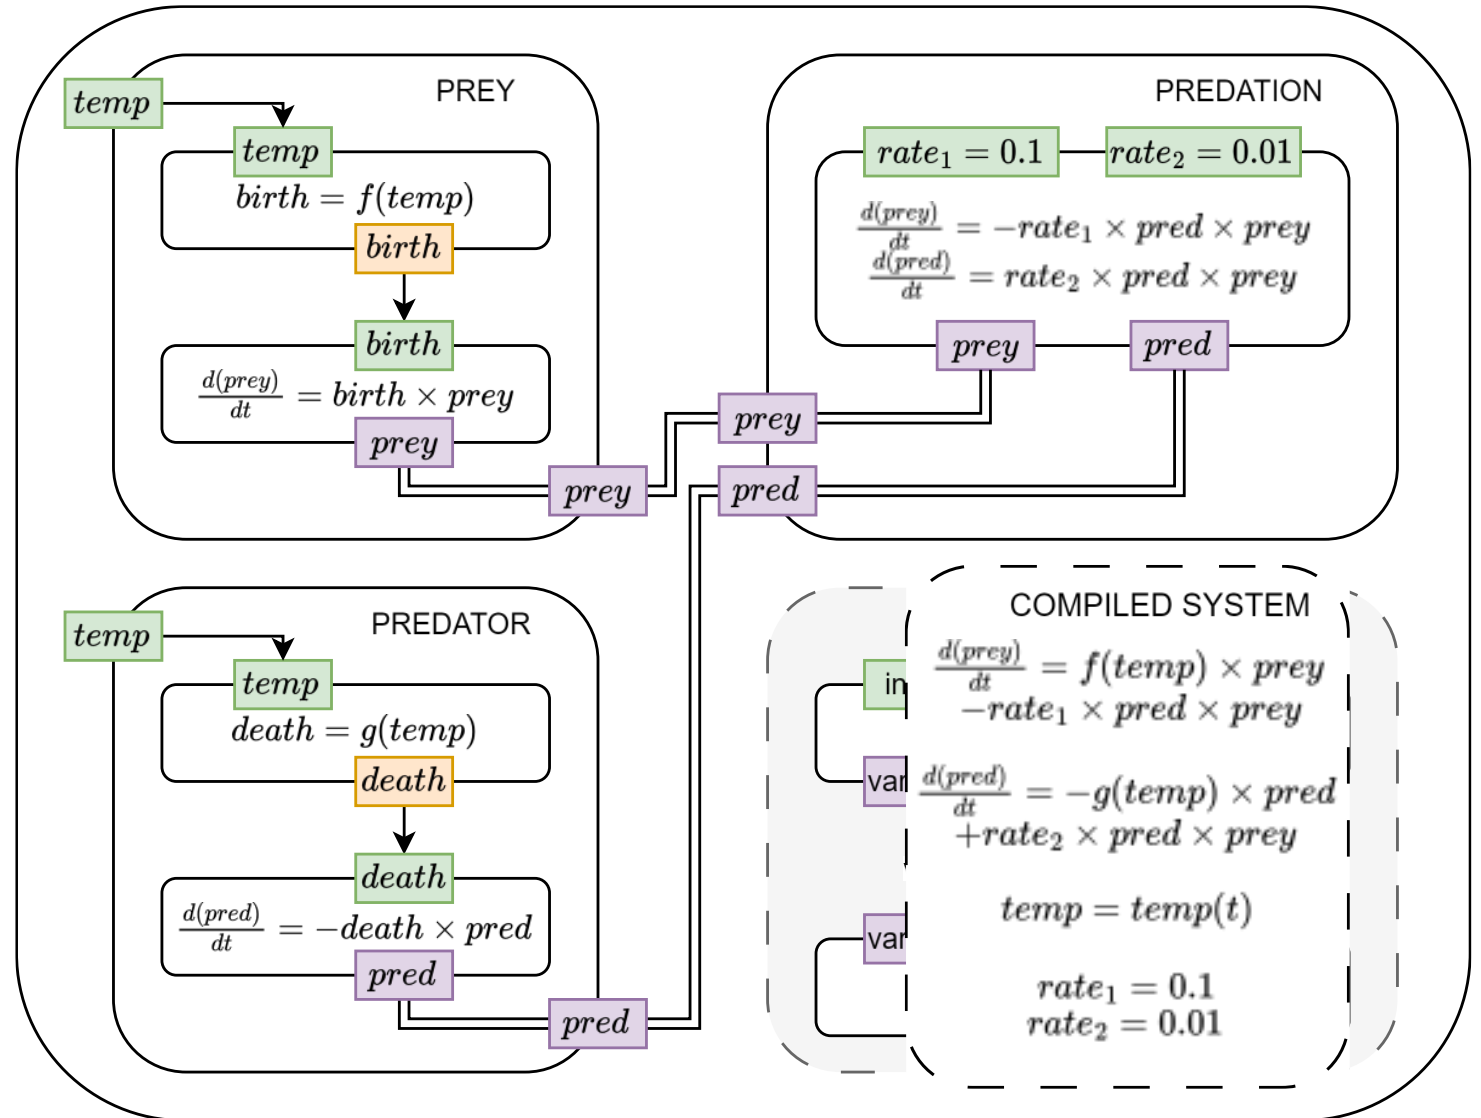 PREY
temp
temp
birth = f(temp)
birth
birth
d(prey)/dt = birth × prey
prey
prey
PREDATION
rate₁ = 0.1
rate₂ = 0.01
d(prey)/dt = −rate₁ × pred × prey
d(pred)/dt = rate₂ × pred × prey
prey
pred
prey
pred
PREDATOR
temp
temp
death = g(temp)
death
death
d(pred)/dt = −death × pred
pred
pred
in
var
var
COMPILED SYSTEM
d(prey)/dt = f(temp) × prey
−rate₁ × pred × prey
d(pred)/dt = −g(temp) × pred
+rate₂ × pred × prey
temp = temp(t)
rate₁ = 0.1
rate₂ = 0.01